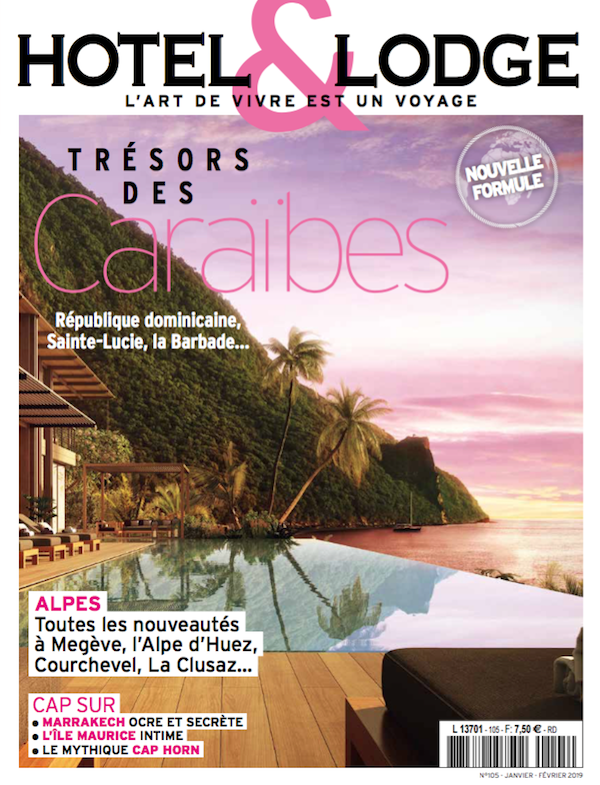 HOTEL & LODGE
L'ART DE VIVRE EST UN VOYAGE
TRÉSORS
DES
Caraïbes
NOUVELLE
FORMULE
République dominicaine,
Sainte-Lucie, la Barbade...
ALPES
Toutes les nouveautés
à Megève, l'Alpe d'Huez,
Courchevel, La Clusaz...
CAP SUR
• MARRAKECH OCRE ET SECRÈTE
• L'ÎLE MAURICE INTIME
• LE MYTHIQUE CAP HORN
L 13701 - 105 - F: 7,50 € - RD
N°105 - JANVIER - FÉVRIER 2019